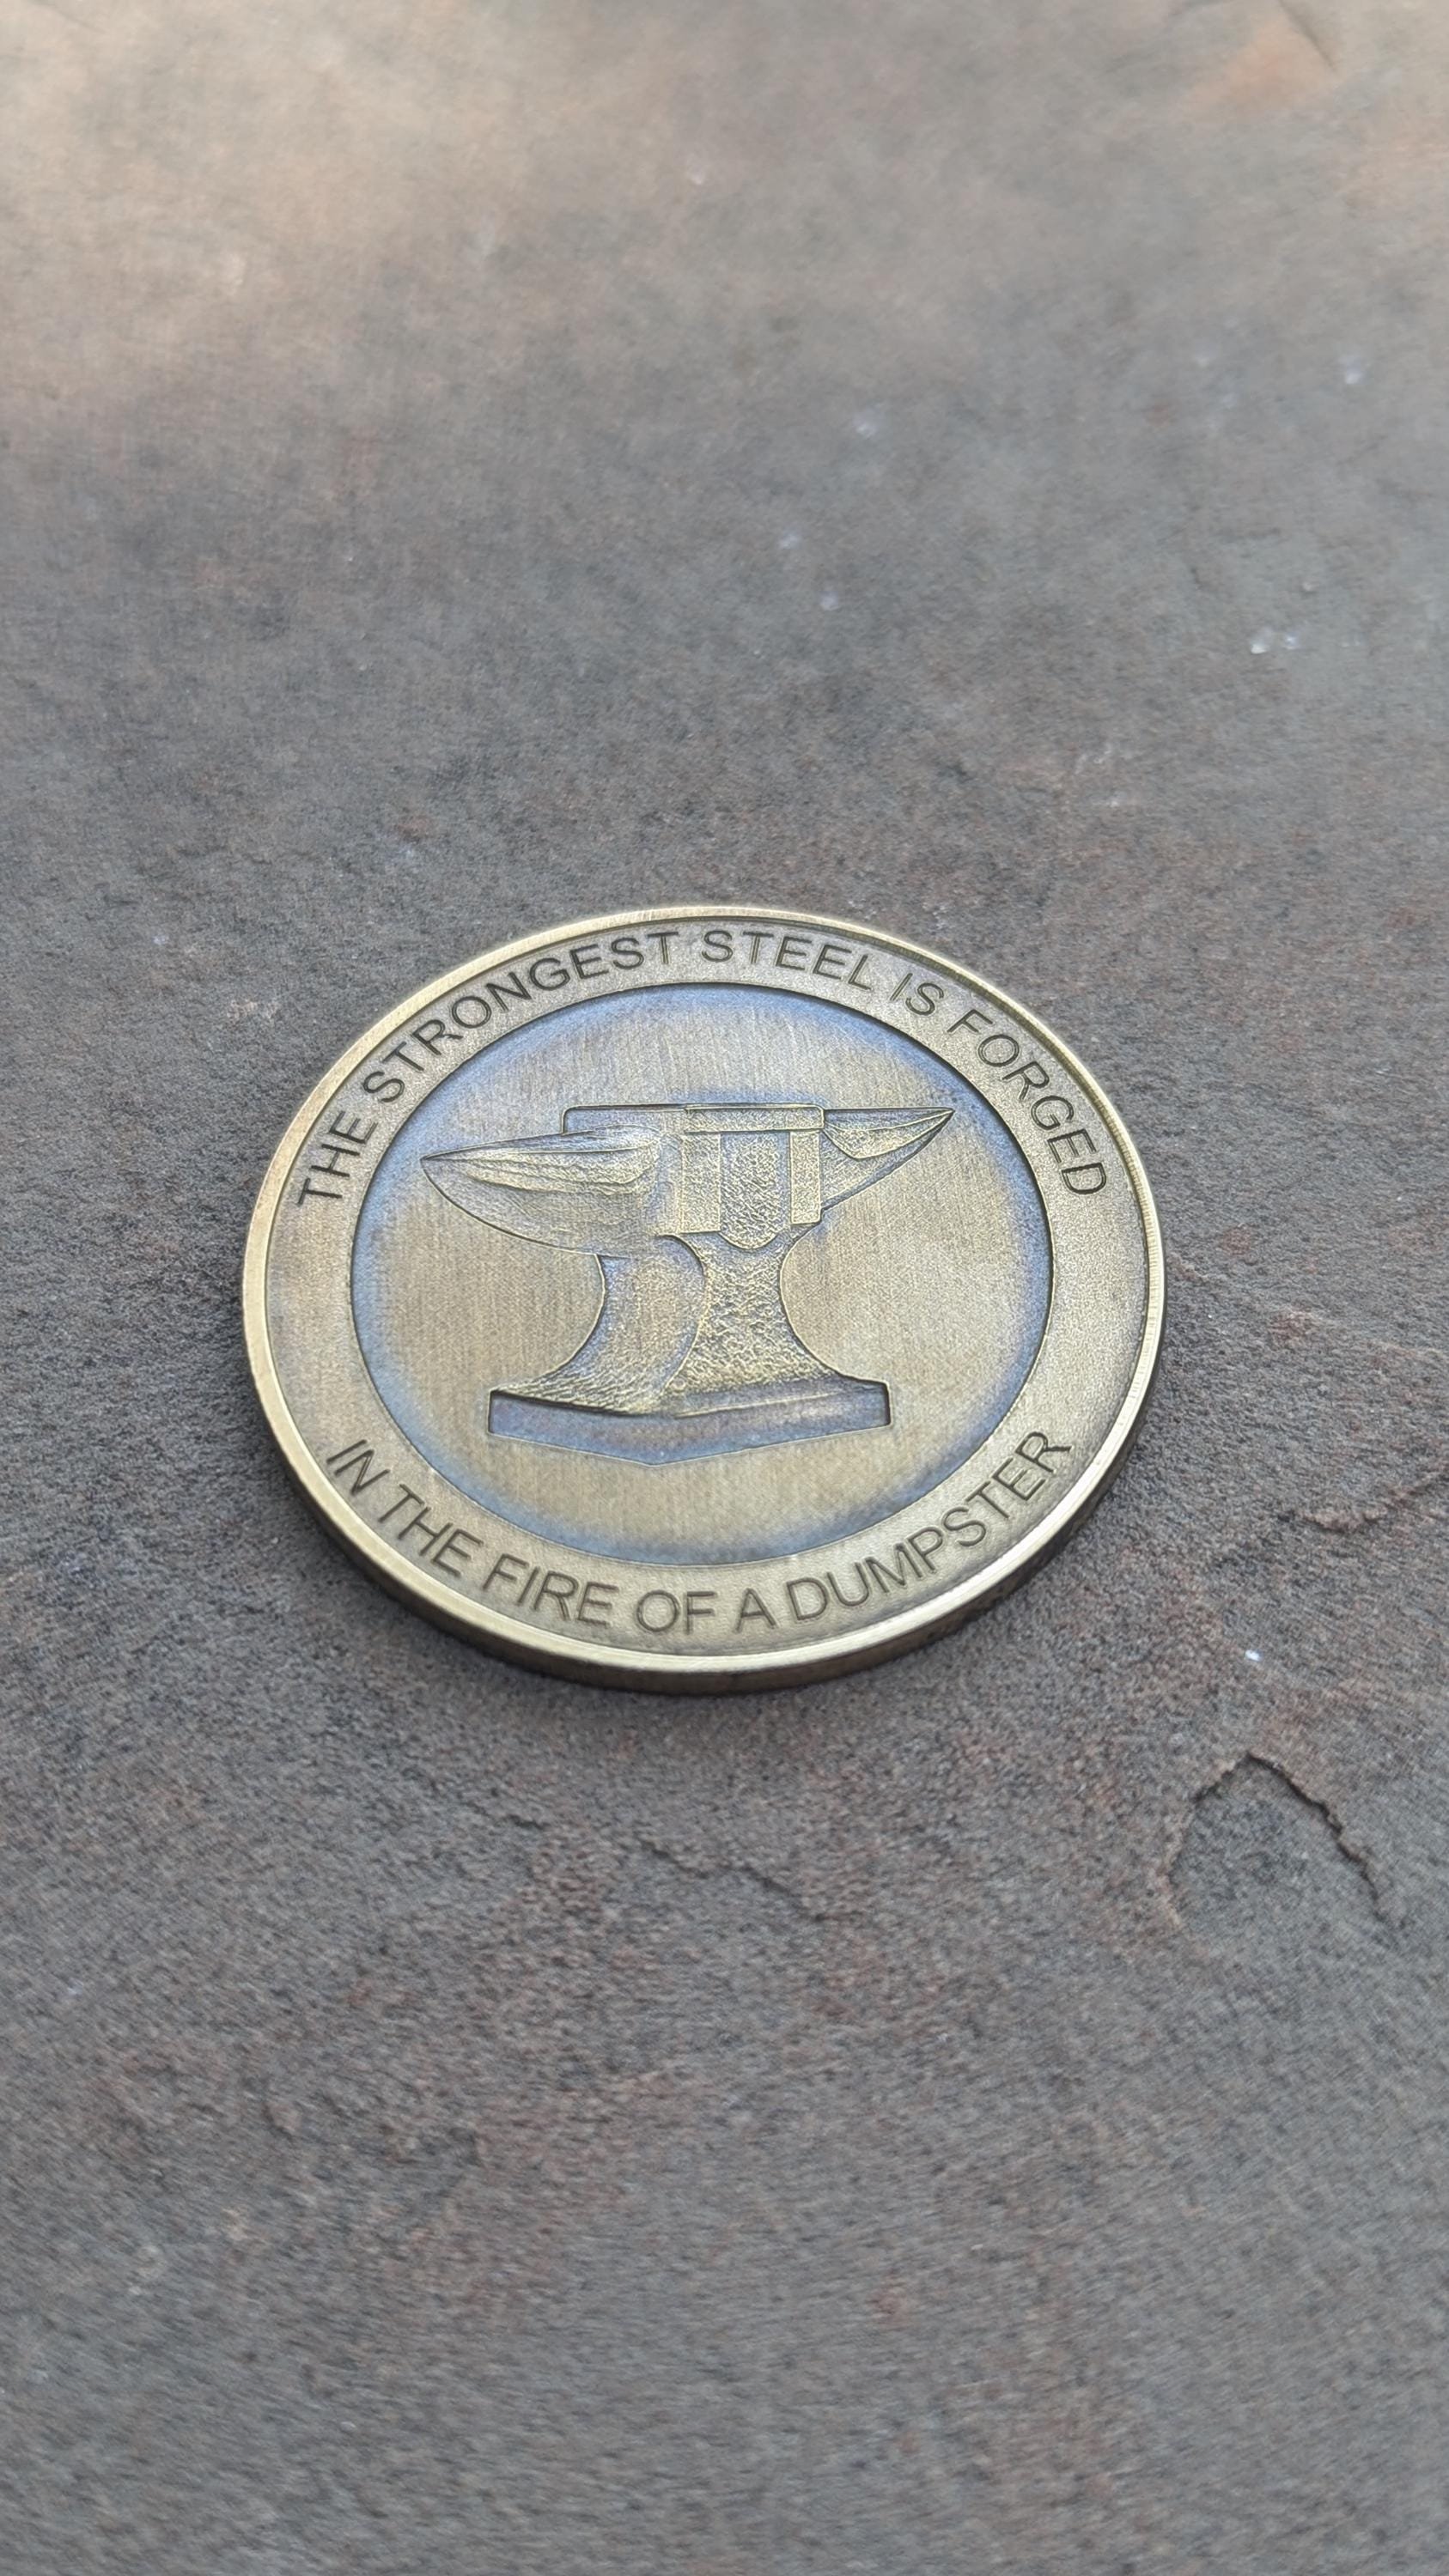 THE STRONGEST STEEL IS FORGED
IN THE FIRE OF A DUMPSTER